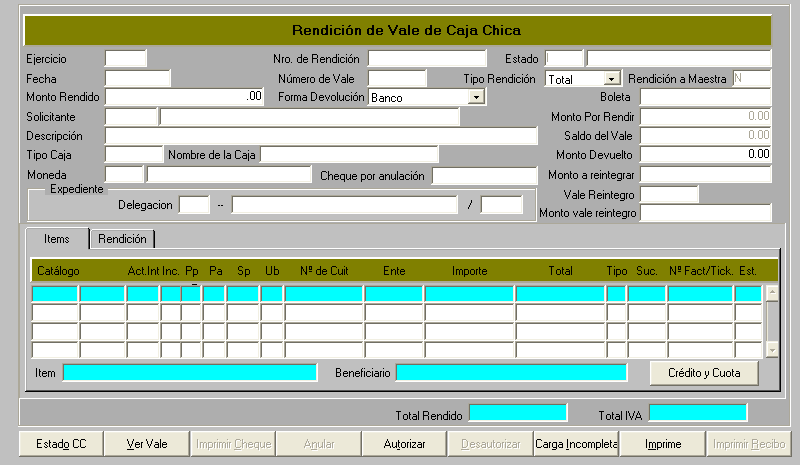 Rendición de Vale de Caja Chica
Ejercicio Nro. de Rendición Estado
Fecha Número de Vale Tipo Rendición Total Rendición a Maestra N
Monto Rendido .00 Forma Devolución Banco Boleta
Solicitante Monto Por Rendir 0.00
Descripción Saldo del Vale 0.00
Tipo Caja Nombre de la Caja Monto Devuelto 0.00
Moneda Cheque por anulación Monto a reintegrar
Expediente Vale Reintegro
Delegacion -- / Monto vale reintegro
Items Rendición
Catálogo Act.Int Inc. Pp Pa Sp Ub Nº de Cuit Ente Importe Total Tipo Suc. Nº Fact/Tick. Est.
Item Beneficiario Crédito y Cuota
Total Rendido Total IVA
Estado CC Ver Vale Imprimir Cheque Anular Autorizar Desautorizar Carga Incompleta Imprime Imprimir Recibo